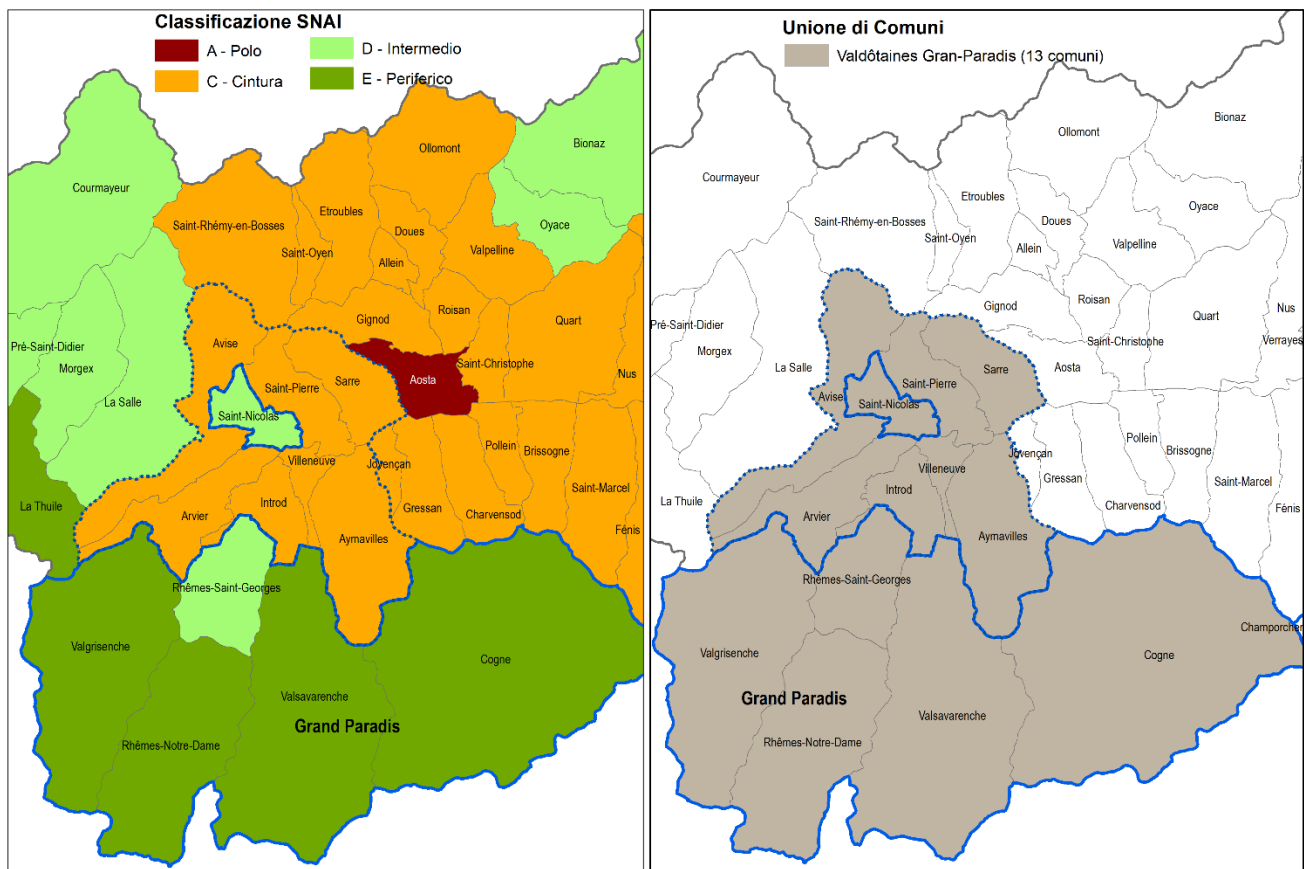 Classificazione SNAI
A - Polo
D - Intermedio
C - Cintura
E - Periferico
Ollomont
Bionaz
Courmayeur
Etroubles
Saint-Rhémy-en-Bosses
Oyace
Doues
Saint-Oyen
Valpelline
Allein
Roisan
Gignod
Quart
Avise
Pré-Saint-Didier
Saint-Christophe
Nus
Morgex
Sarre
Aosta
Saint-Pierre
La Salle
Saint-Nicolas
Pollein
Brissogne
Villeneuve
Jovençan
Saint-Marcel
Introd
La Thuile
Gressan
Arvier
Charvensod
Fénis
Aymavilles
Rhêmes-Saint-Georges
Valgrisenche
Cogne
Valsavarenche
Grand Paradis
Rhêmes-Notre-Dame
Unione di Comuni
Valdôtaines Gran-Paradis (13 comuni)
Bionaz
Ollomont
Courmayeur
Etroubles
Oyace
Saint-Rhémy-en-Bosses
Doues
Saint-Oyen
Allein
Valpelline
Roisan
Gignod
Nus
Quart
Pré-Saint-Didier
Saint-Christophe
Verrayes
Aosta
Morgex
Sarre
La Salle
Saint-Pierre
Avise
Saint-Nicolas
Pollein
Brissogne
Jovençan
Villeneuve
Gressan
Saint-Marcel
Introd
La Thuile
Charvensod
Fénis
Arvier
Aymavilles
Rhêmes-Saint-Georges
Champorcher
Valgrisenche
Cogne
Grand Paradis
Valsavarenche
Rhêmes-Notre-Dame